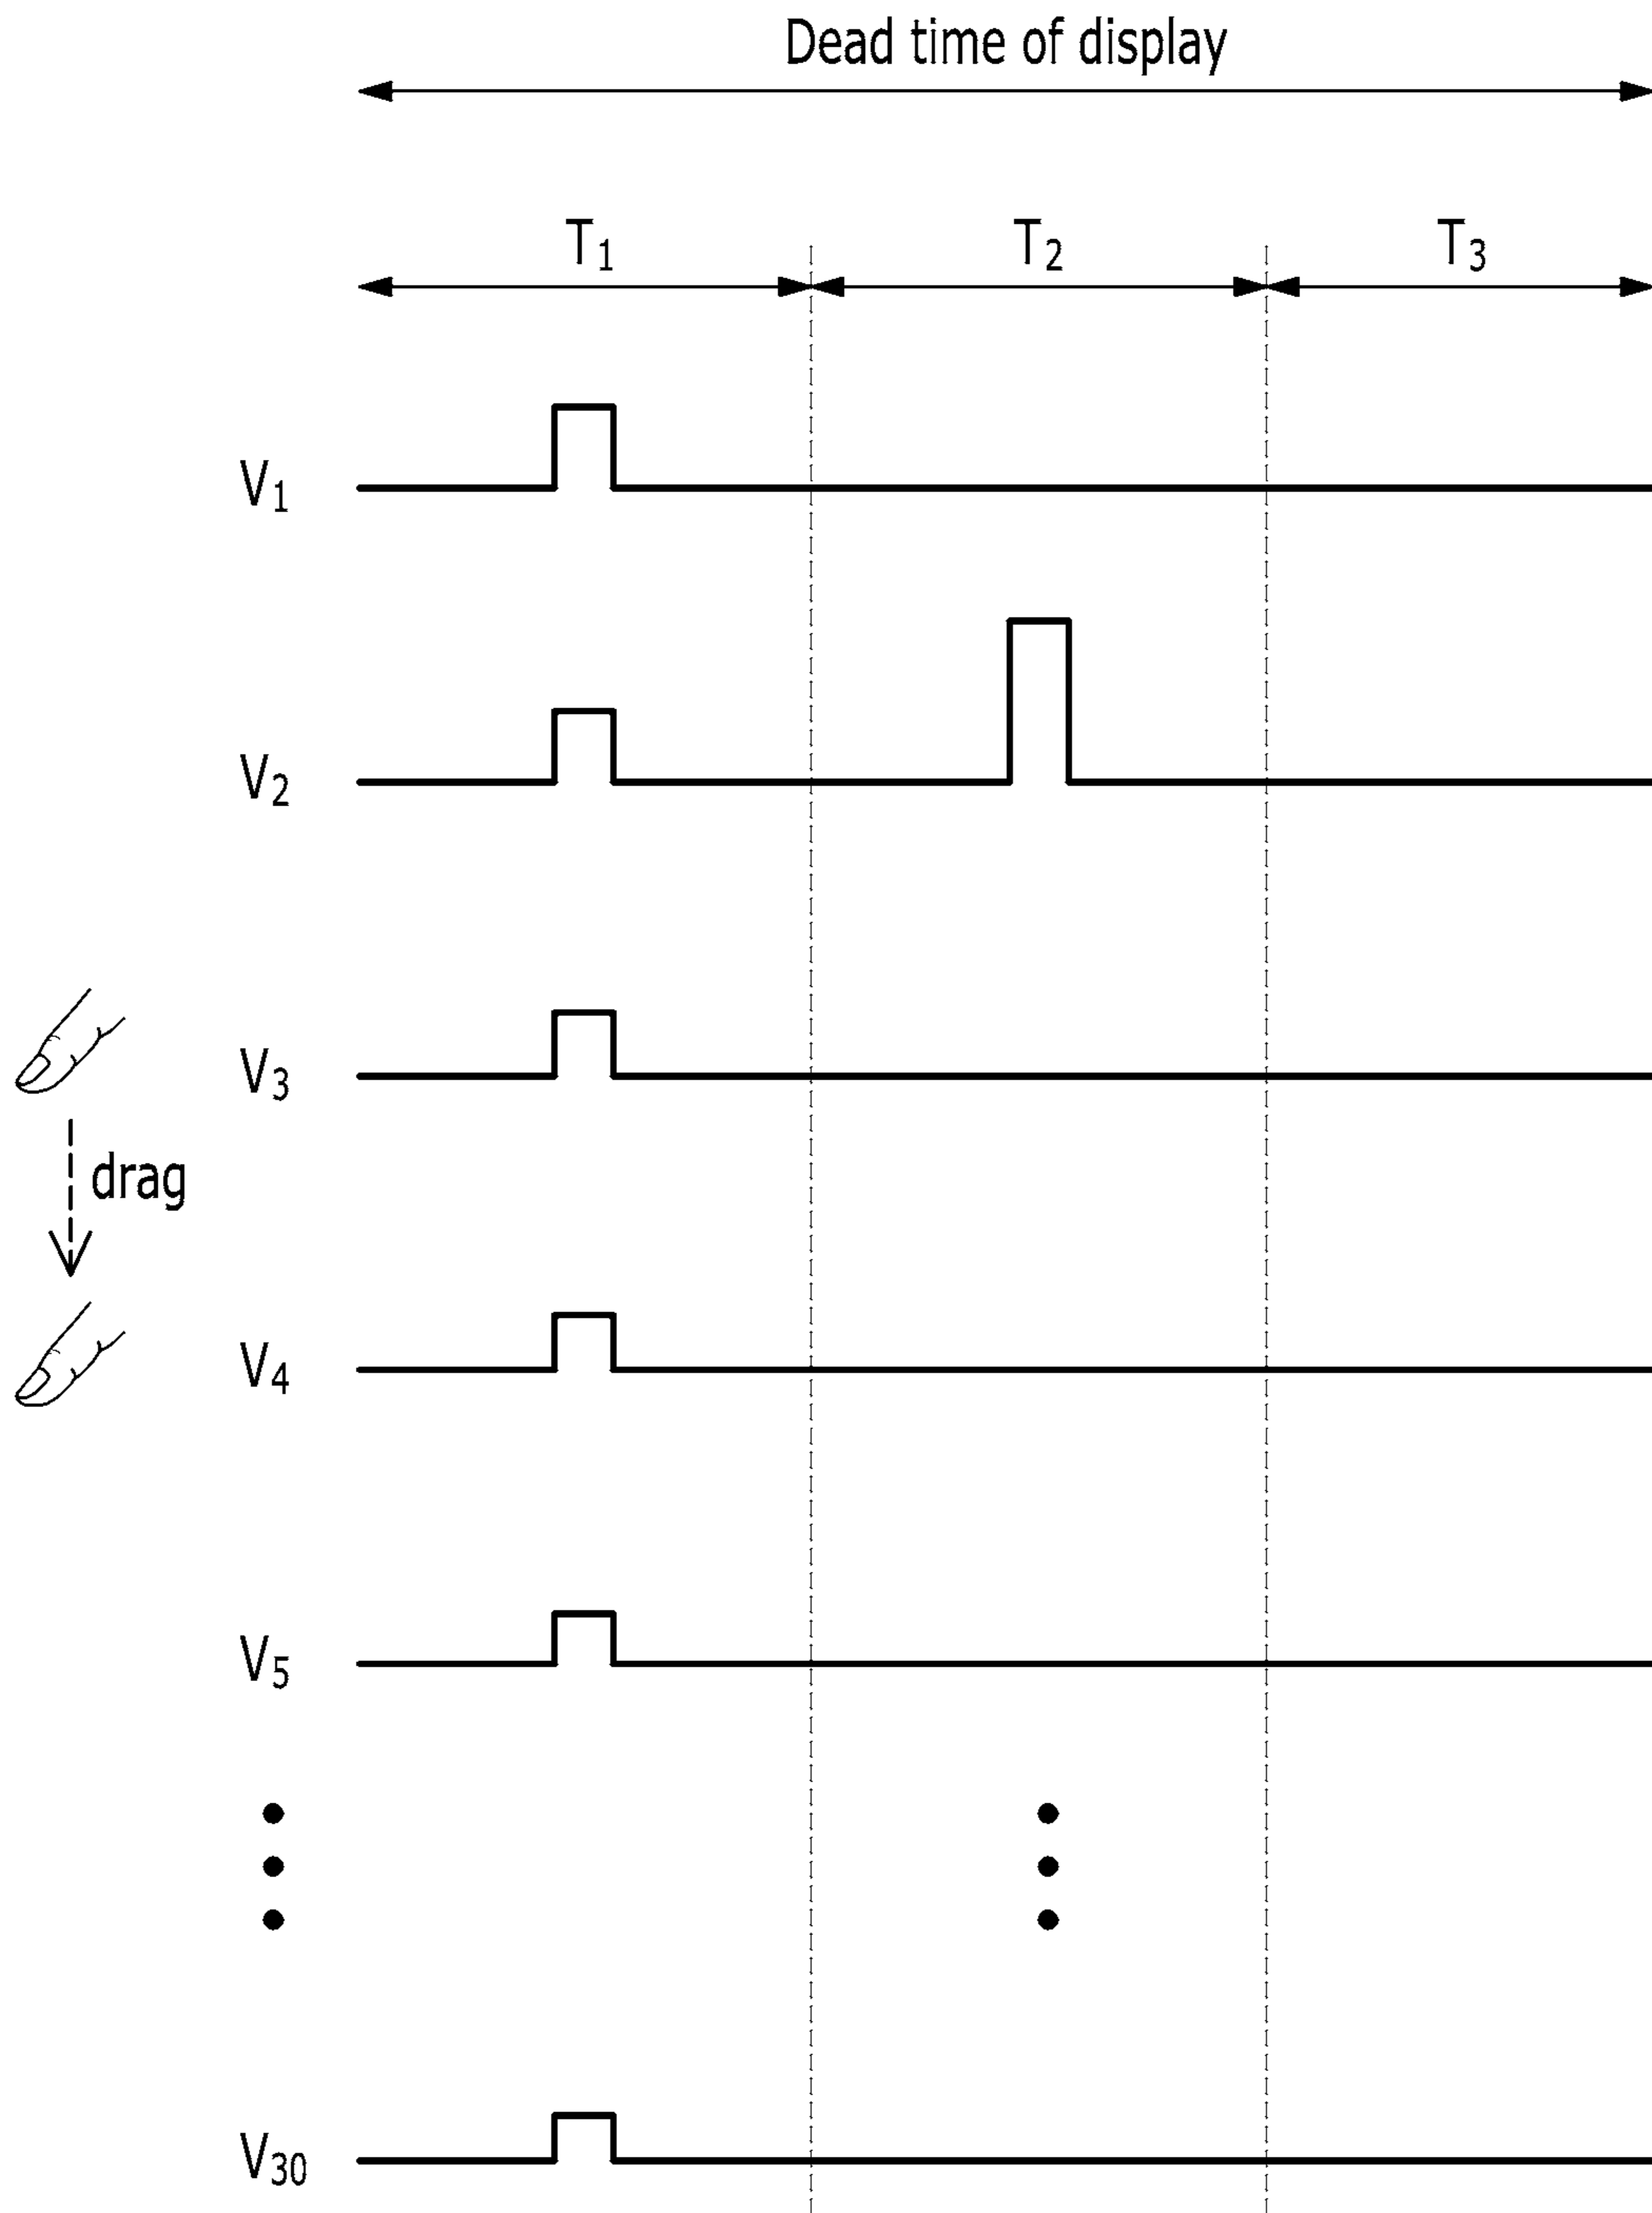 Dead time of display
T1 T2 T3
V1
V2
V3
drag
V4
V5
V30